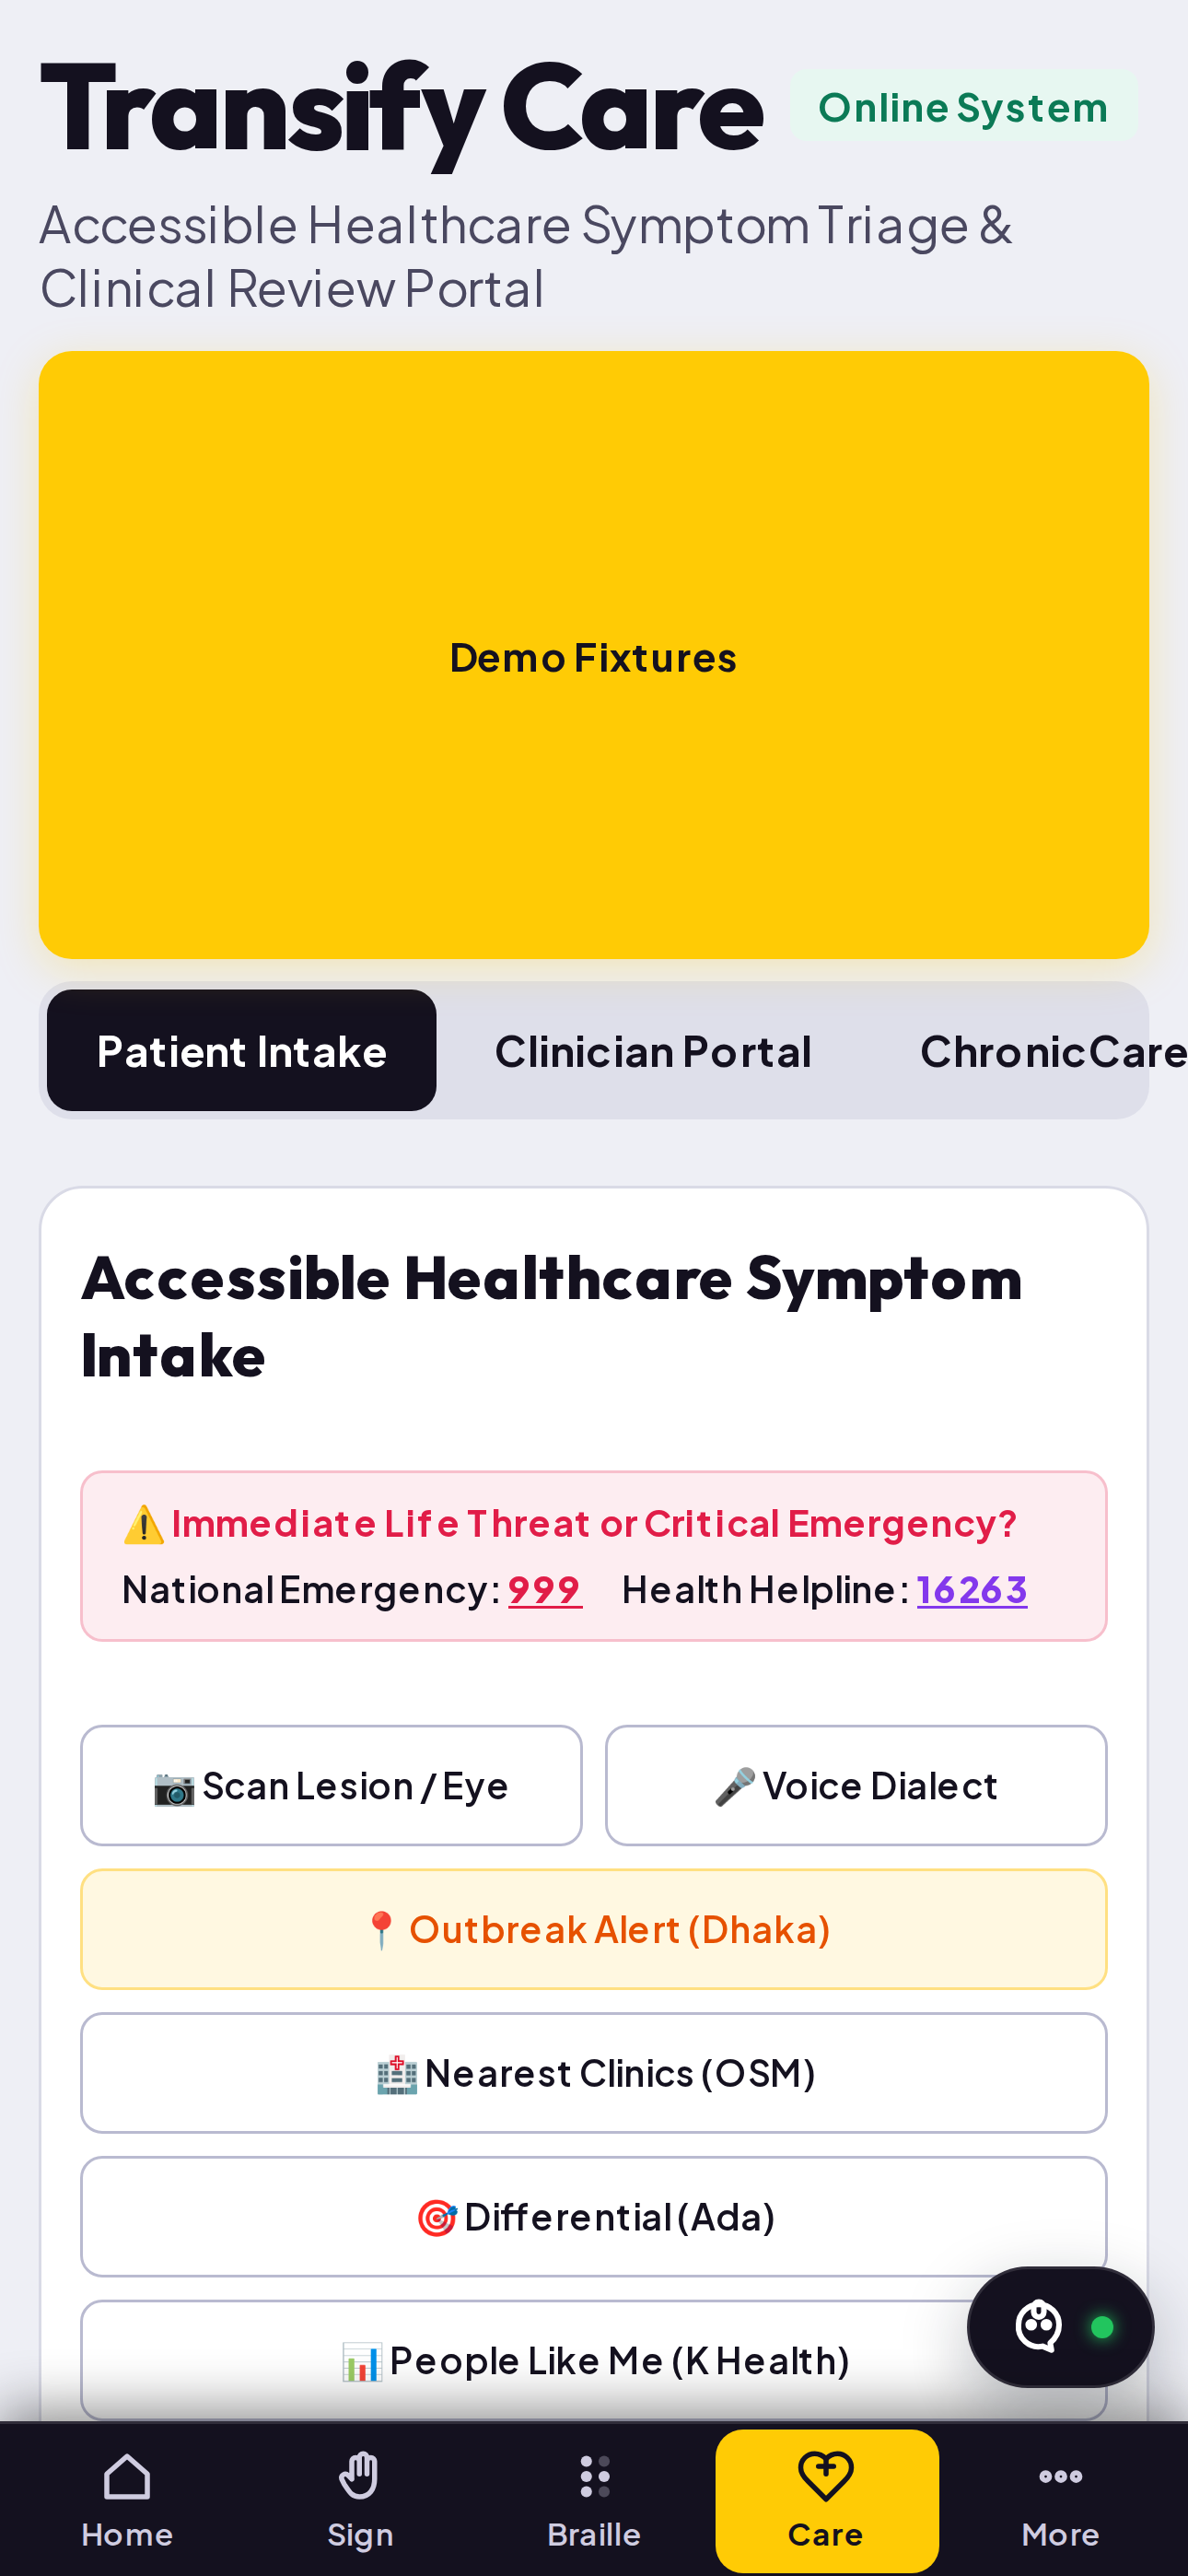 Transify Care
Online System
Accessible Healthcare Symptom Triage &
Clinical Review Portal
Demo Fixtures
Patient Intake
Clinician Portal
ChronicCare
Accessible Healthcare Symptom
Intake
⚠️ Immediate Life Threat or Critical Emergency?
National Emergency: 999 Health Helpline: 16263
📷 Scan Lesion / Eye
🎤 Voice Dialect
📍 Outbreak Alert (Dhaka)
🏥 Nearest Clinics (OSM)
🎯 Differential (Ada)
📊 People Like Me (K Health)
Home
Sign
Braille
Care
More